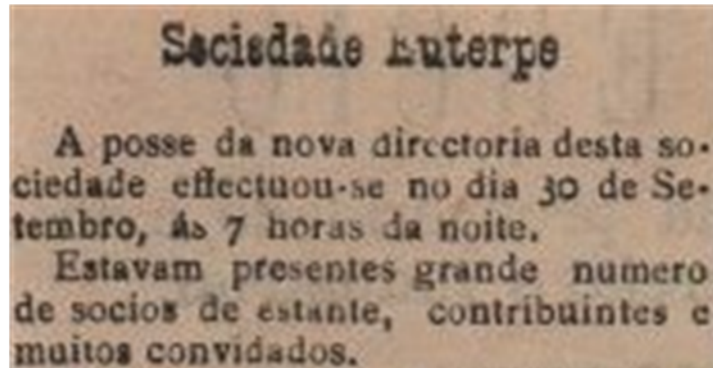 Sociedade Euterpe
A posse da nova directoria desta so-
ciedade effectuou-se no dia 30 de Se-
tembro, ás 7 horas da noite.
Estavam presentes grande numero
de socios de estante, contribuintes e
muitos convidados.